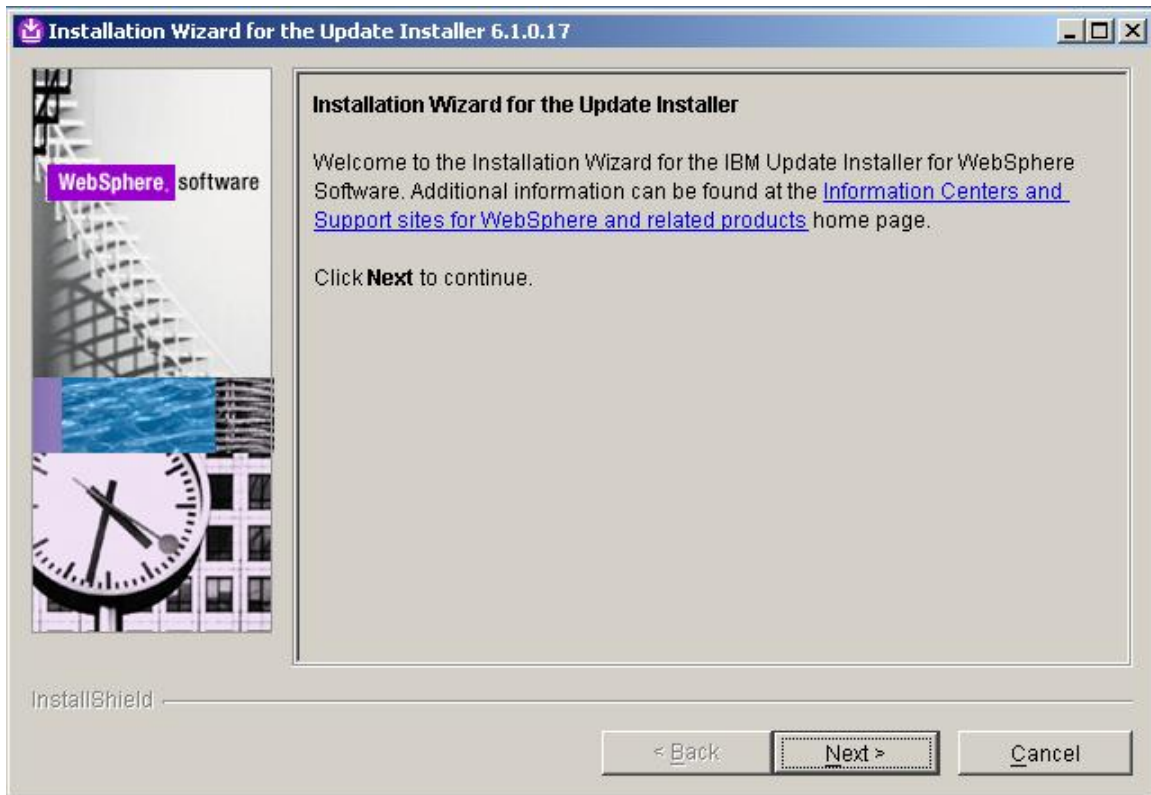 Installation Wizard for the Update Installer 6.1.0.17
WebSphere. software
Installation Wizard for the Update Installer
Welcome to the Installation Wizard for the IBM Update Installer for WebSphere
Software. Additional information can be found at the Information Centers and
Support sites for WebSphere and related products home page.
Click Next to continue.
InstallShield
< Back
Next >
Cancel